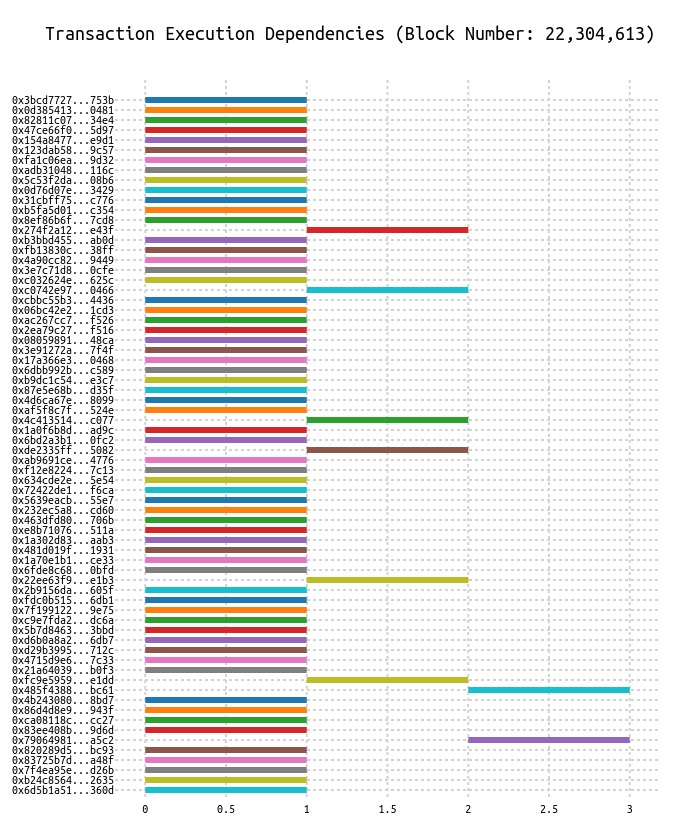 Transaction Execution Dependencies (Block Number: 22,304,613)
0x3bcd7727...753b
0x0d385413...0481
0x82811c07...34e4
0x47ce66f0...5d97
0x154a8477...e9d1
0x123dab58...9c57
0xfa1c06ea...9d32
0xadb31048...116c
0x5c53f2da...08b6
0x0d76d07e...3429
0x31cbff75...c776
0xb5fa5d01...c354
0x8ef86b6f...7cd8
0x274f2a12...e43f
0xb3bbd455...ab0d
0xfb13830c...38ff
0x4a90cc82...9449
0x3e7c71d8...0cfe
0xc032624e...625c
0xc0742e97...0466
0xcbbc55b3...4436
0x06bc42e2...1cd3
0xac267cc7...f526
0x2ea79c27...f516
0x08059891...48ca
0x3e91272a...7f4f
0x17a366e3...0468
0x6dbb992b...c589
0xb9dc1c54...e3c7
0x87e5e68b...d35f
0x4d6ca67e...8099
0xaf5f8c7f...524e
0x4c413514...c077
0x1a0f6b8d...ad9c
0x6bd2a3b1...0fc2
0xde2335ff...5082
0xab9691ce...4776
0xf12e8224...7c13
0x634cde2e...5e54
0x72422de1...f6ca
0x5639eacb...55e7
0x232ec5a8...cd60
0x463dfd80...706b
0xe8b71076...511a
0x1a302d83...aab3
0x481d019f...1931
0x1a70e1b1...ce33
0x6fde8c68...0bfd
0x22ee63f9...e1b3
0x2b9156da...605f
0xfdc0b515...6db1
0x7f199122...9e75
0xc9e7fda2...dc6a
0x5b7d8463...3bbd
0xd6b0a8a2...6db7
0xd29b3995...712c
0x4715d9e6...7c33
0x21a64039...b0f3
0xfc9e5959...e1dd
0x485f4388...bc61
0x4b243080...8bd7
0x86d4d8e9...943f
0xca08118c...cc27
0x83ee408b...9d6d
0x79064981...a5c2
0x820289d5...bc93
0x83725b7d...a48f
0x7f4ea95e...d26b
0xb24c8564...2635
0x6d5b1a51...360d
0 0.5 1 1.5 2 2.5 3